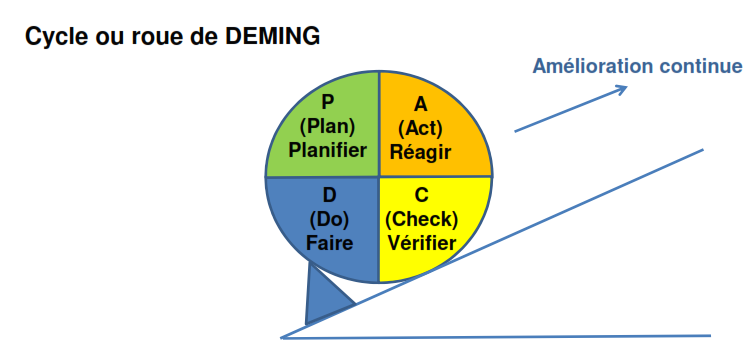 Cycle ou roue de DEMING
Amélioration continue
P
(Plan)
Planifier
A
(Act)
Réagir
D
(Do)
Faire
C
(Check)
Vérifier